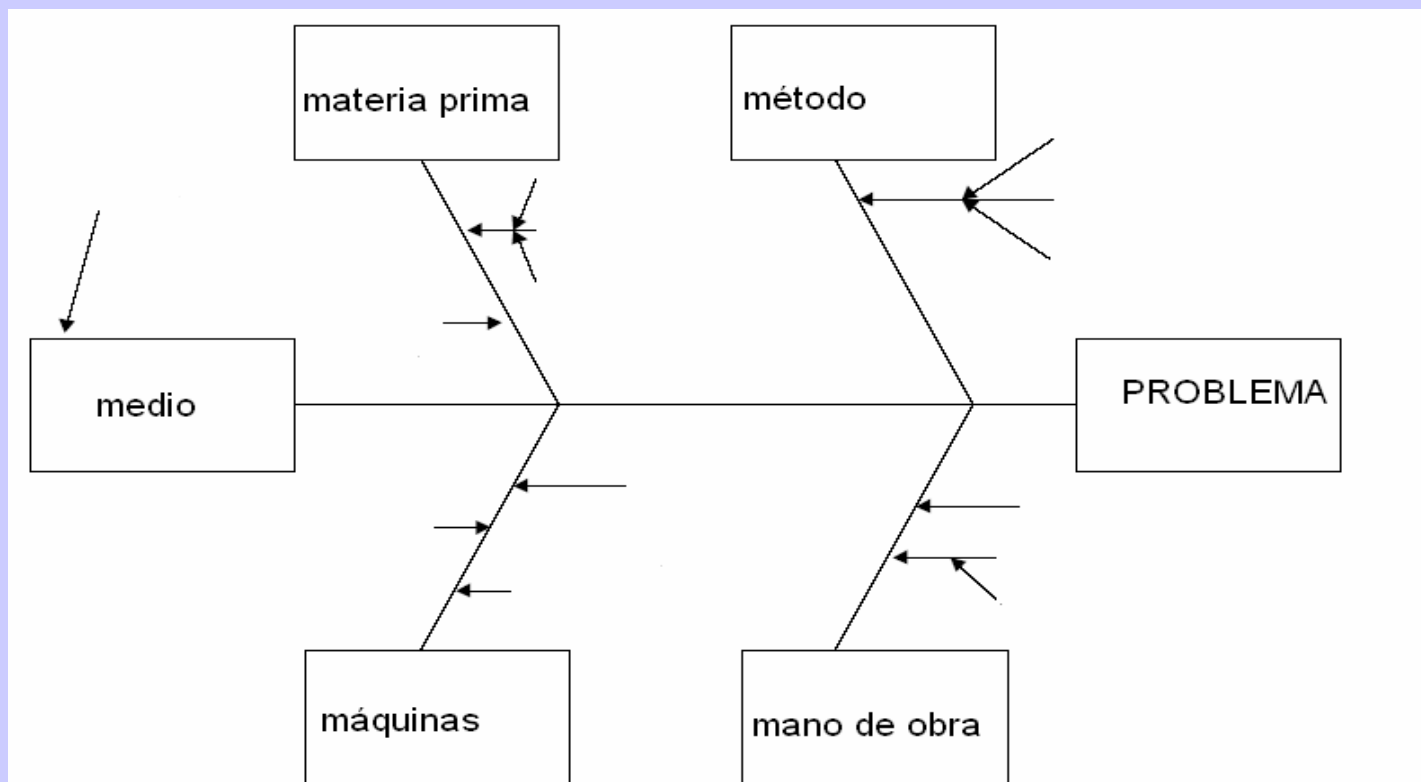 materia prima
método
medio
PROBLEMA
máquinas
mano de obra